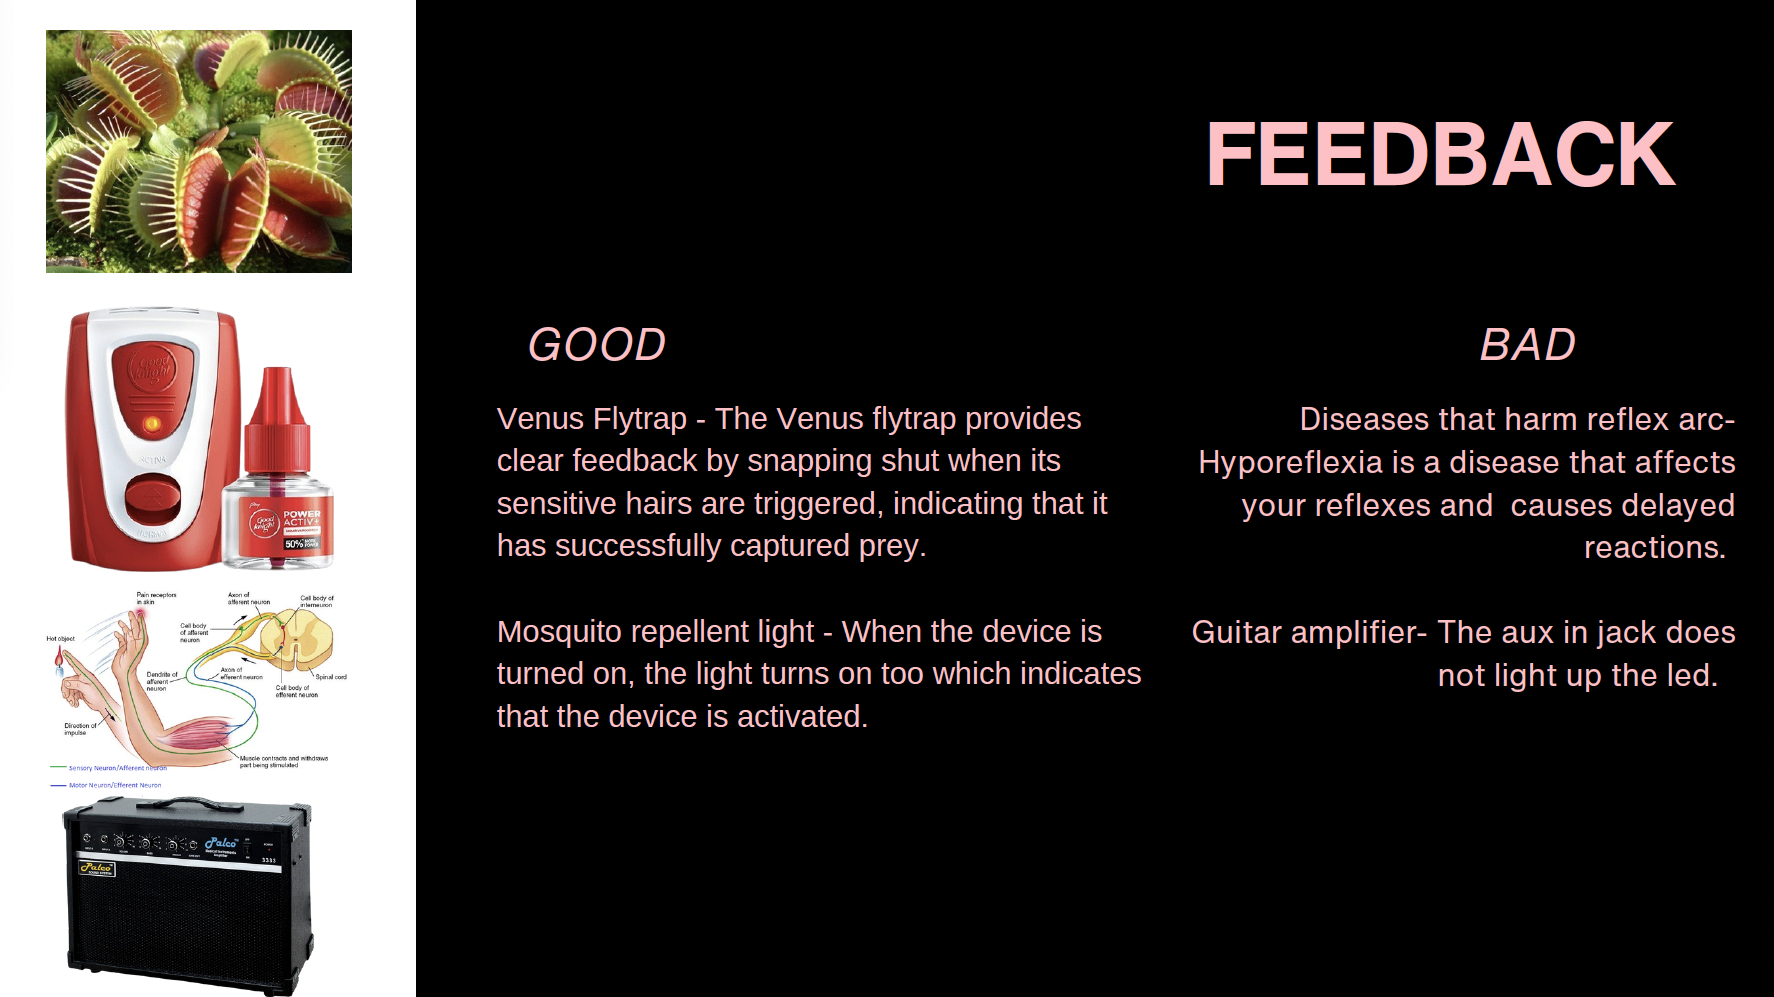 FEEDBACK
GOOD
Venus Flytrap - The Venus flytrap provides
clear feedback by snapping shut when its
sensitive hairs are triggered, indicating that it
has successfully captured prey.
Mosquito repellent light - When the device is
turned on, the light turns on too which indicates
that the device is activated.
BAD
Diseases that harm reflex arc-
Hyporeflexia is a disease that affects
your reflexes and  causes delayed
reactions.
Guitar amplifier- The aux in jack does
not light up the led.
Good
knight
POWER
ACTIV+
50% MORE
POWER
Pain receptors
in skin
Axon of
afferent neuron
Cell body of
interneuron
Hot object
Cell body
of afferent
neuron
Dendrite of
afferent
neuron
Axon of
efferent neuron
Spinal cord
Cell body of
efferent neuron
Direction of
impulse
Muscle contracts and withdraws
part being stimulated
Sensory Neuron/Afferent neuron
Motor Neuron/Efferent Neuron
Palco
Palco